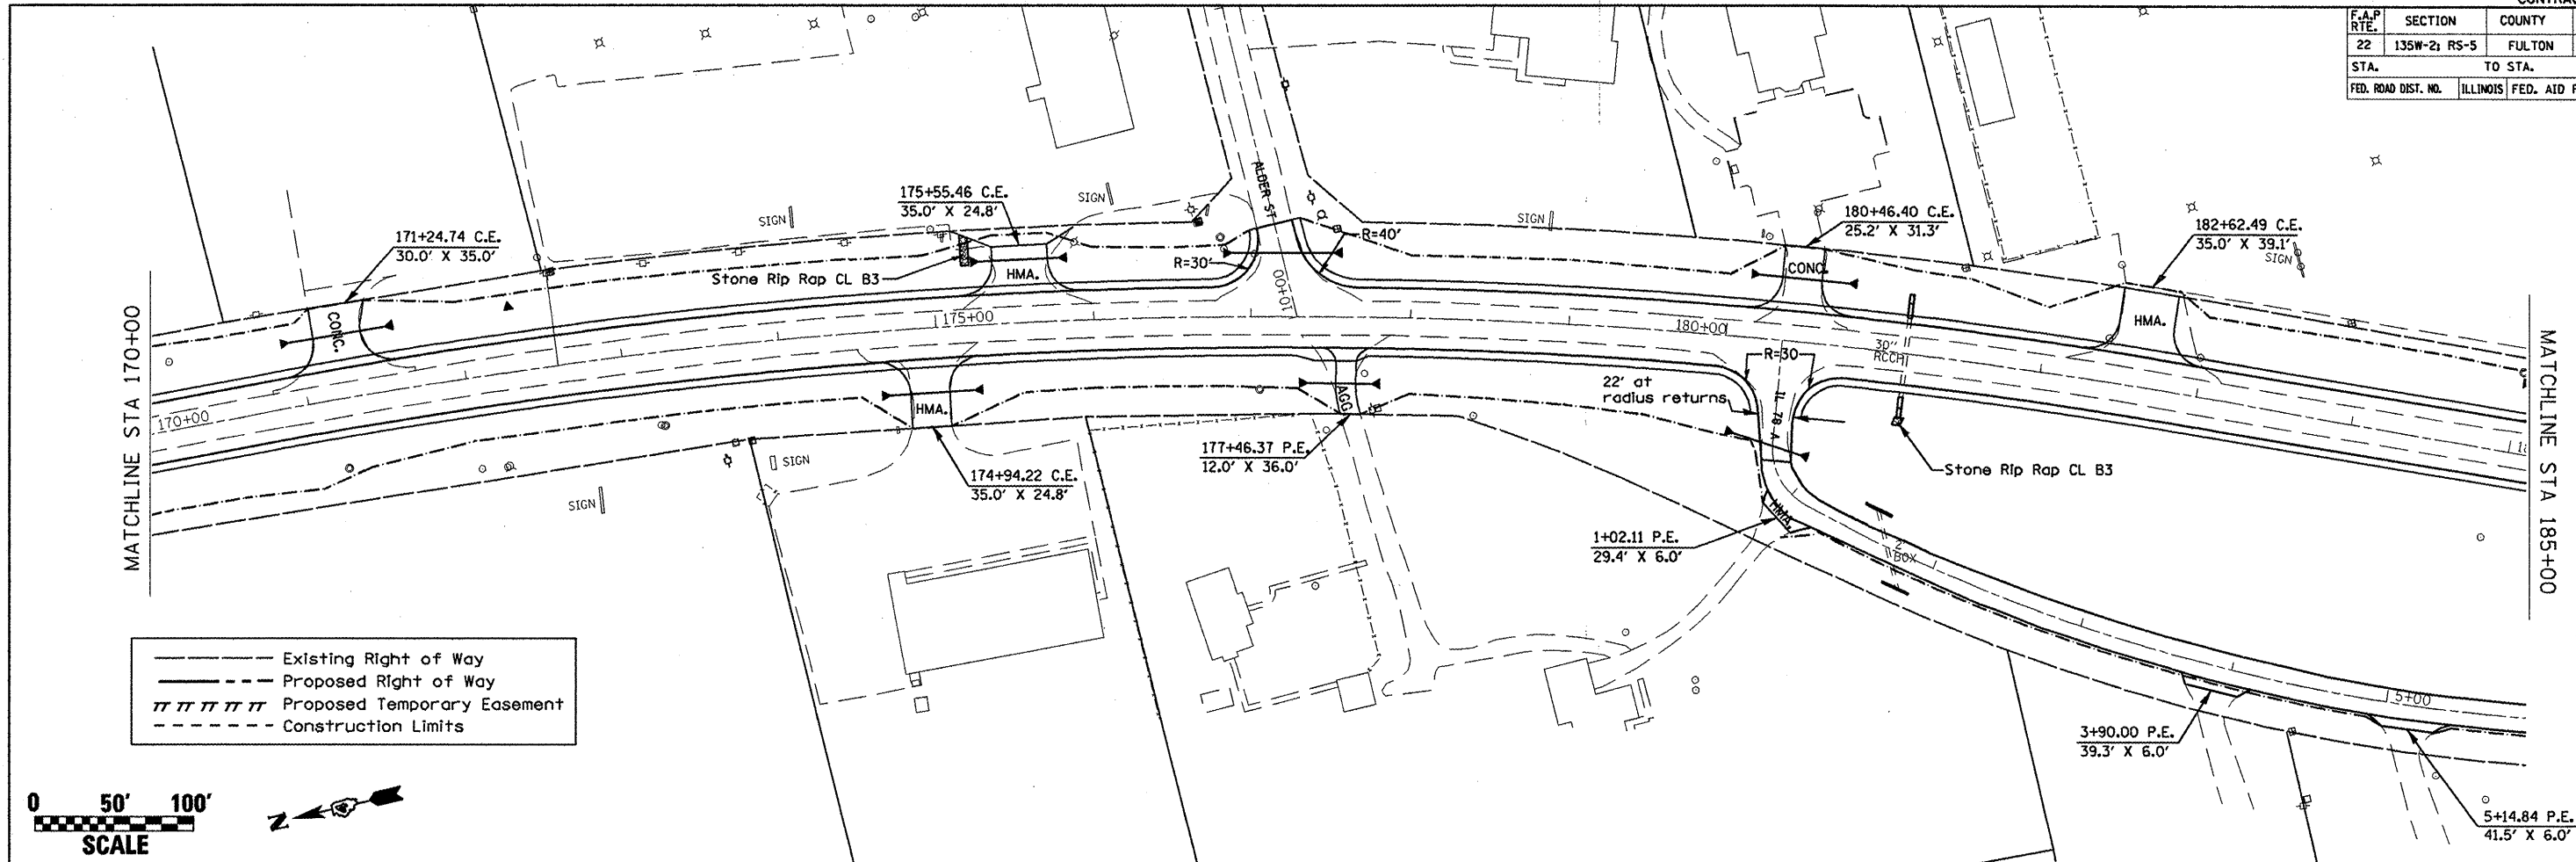 F.A.P RTE. SECTION COUNTY
22 135W-2; RS-5 FULTON
STA. TO STA.
FED. ROAD DIST. NO. ILLINOIS FED. AID
MATCHLINE STA 170+00
171+24.74 C.E.
30.0' X 35.0'
CONC.
SIGN
175+55.46 C.E.
35.0' X 24.8'
Stone Rip Rap CL B3
HMA.
SIGN
ALDER ST
R=30'
R=40'
10+00
SIGN
180+46.40 C.E.
25.2' X 31.3'
CONC.
182+62.49 C.E.
35.0' X 39.1'
SIGN
HMA.
170+00
175+00
180+00
30"
RCCH
R=30
22' at
radius returns
IL 78 A
HMA.
174+94.22 C.E.
35.0' X 24.8'
SIGN
SIGN
AGG
177+46.37 P.E.
12.0' X 36.0'
Stone Rip Rap CL B3
HMA.
1+02.11 P.E.
29.4' X 6.0'
2'
BOX
MATCHLINE STA 185+00
5+00
3+90.00 P.E.
39.3' X 6.0'
5+14.84 P.E.
41.5' X 6.0'
Existing Right of Way
Proposed Right of Way
Proposed Temporary Easement
Construction Limits
0 50' 100'
SCALE
N